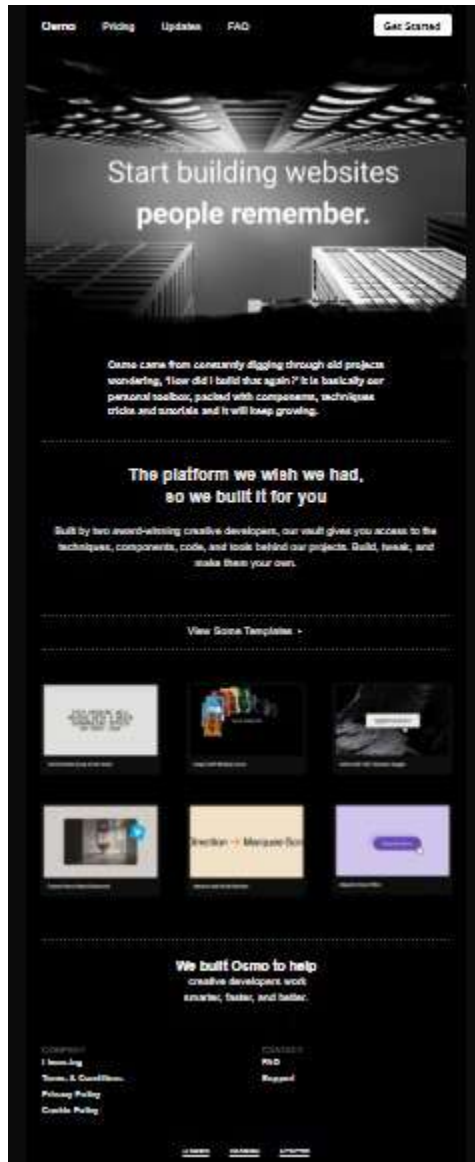 Osmo Pricing Updates FAQ Get Started
Start building websites
people remember.
Osmo came from constantly digging through old projects
wondering, 'How did I build that again?' It is basically our
personal toolbox, packed with components, techniques
tricks and tutorials and it will keep growing.
The platform we wish we had,
so we built it for you
Built by two award-winning creative developers, our vault gives you access to the
techniques, components, code, and tools behind our projects. Build, tweak, and
make them your own.
View Some Templates
Direction → Marquee Scr
We built Osmo to help
creative developers work
smarter, faster, and better.
COMPANY CONTACT
Licensing FAQ
Terms & Conditions Support
Privacy Policy
Cookie Policy